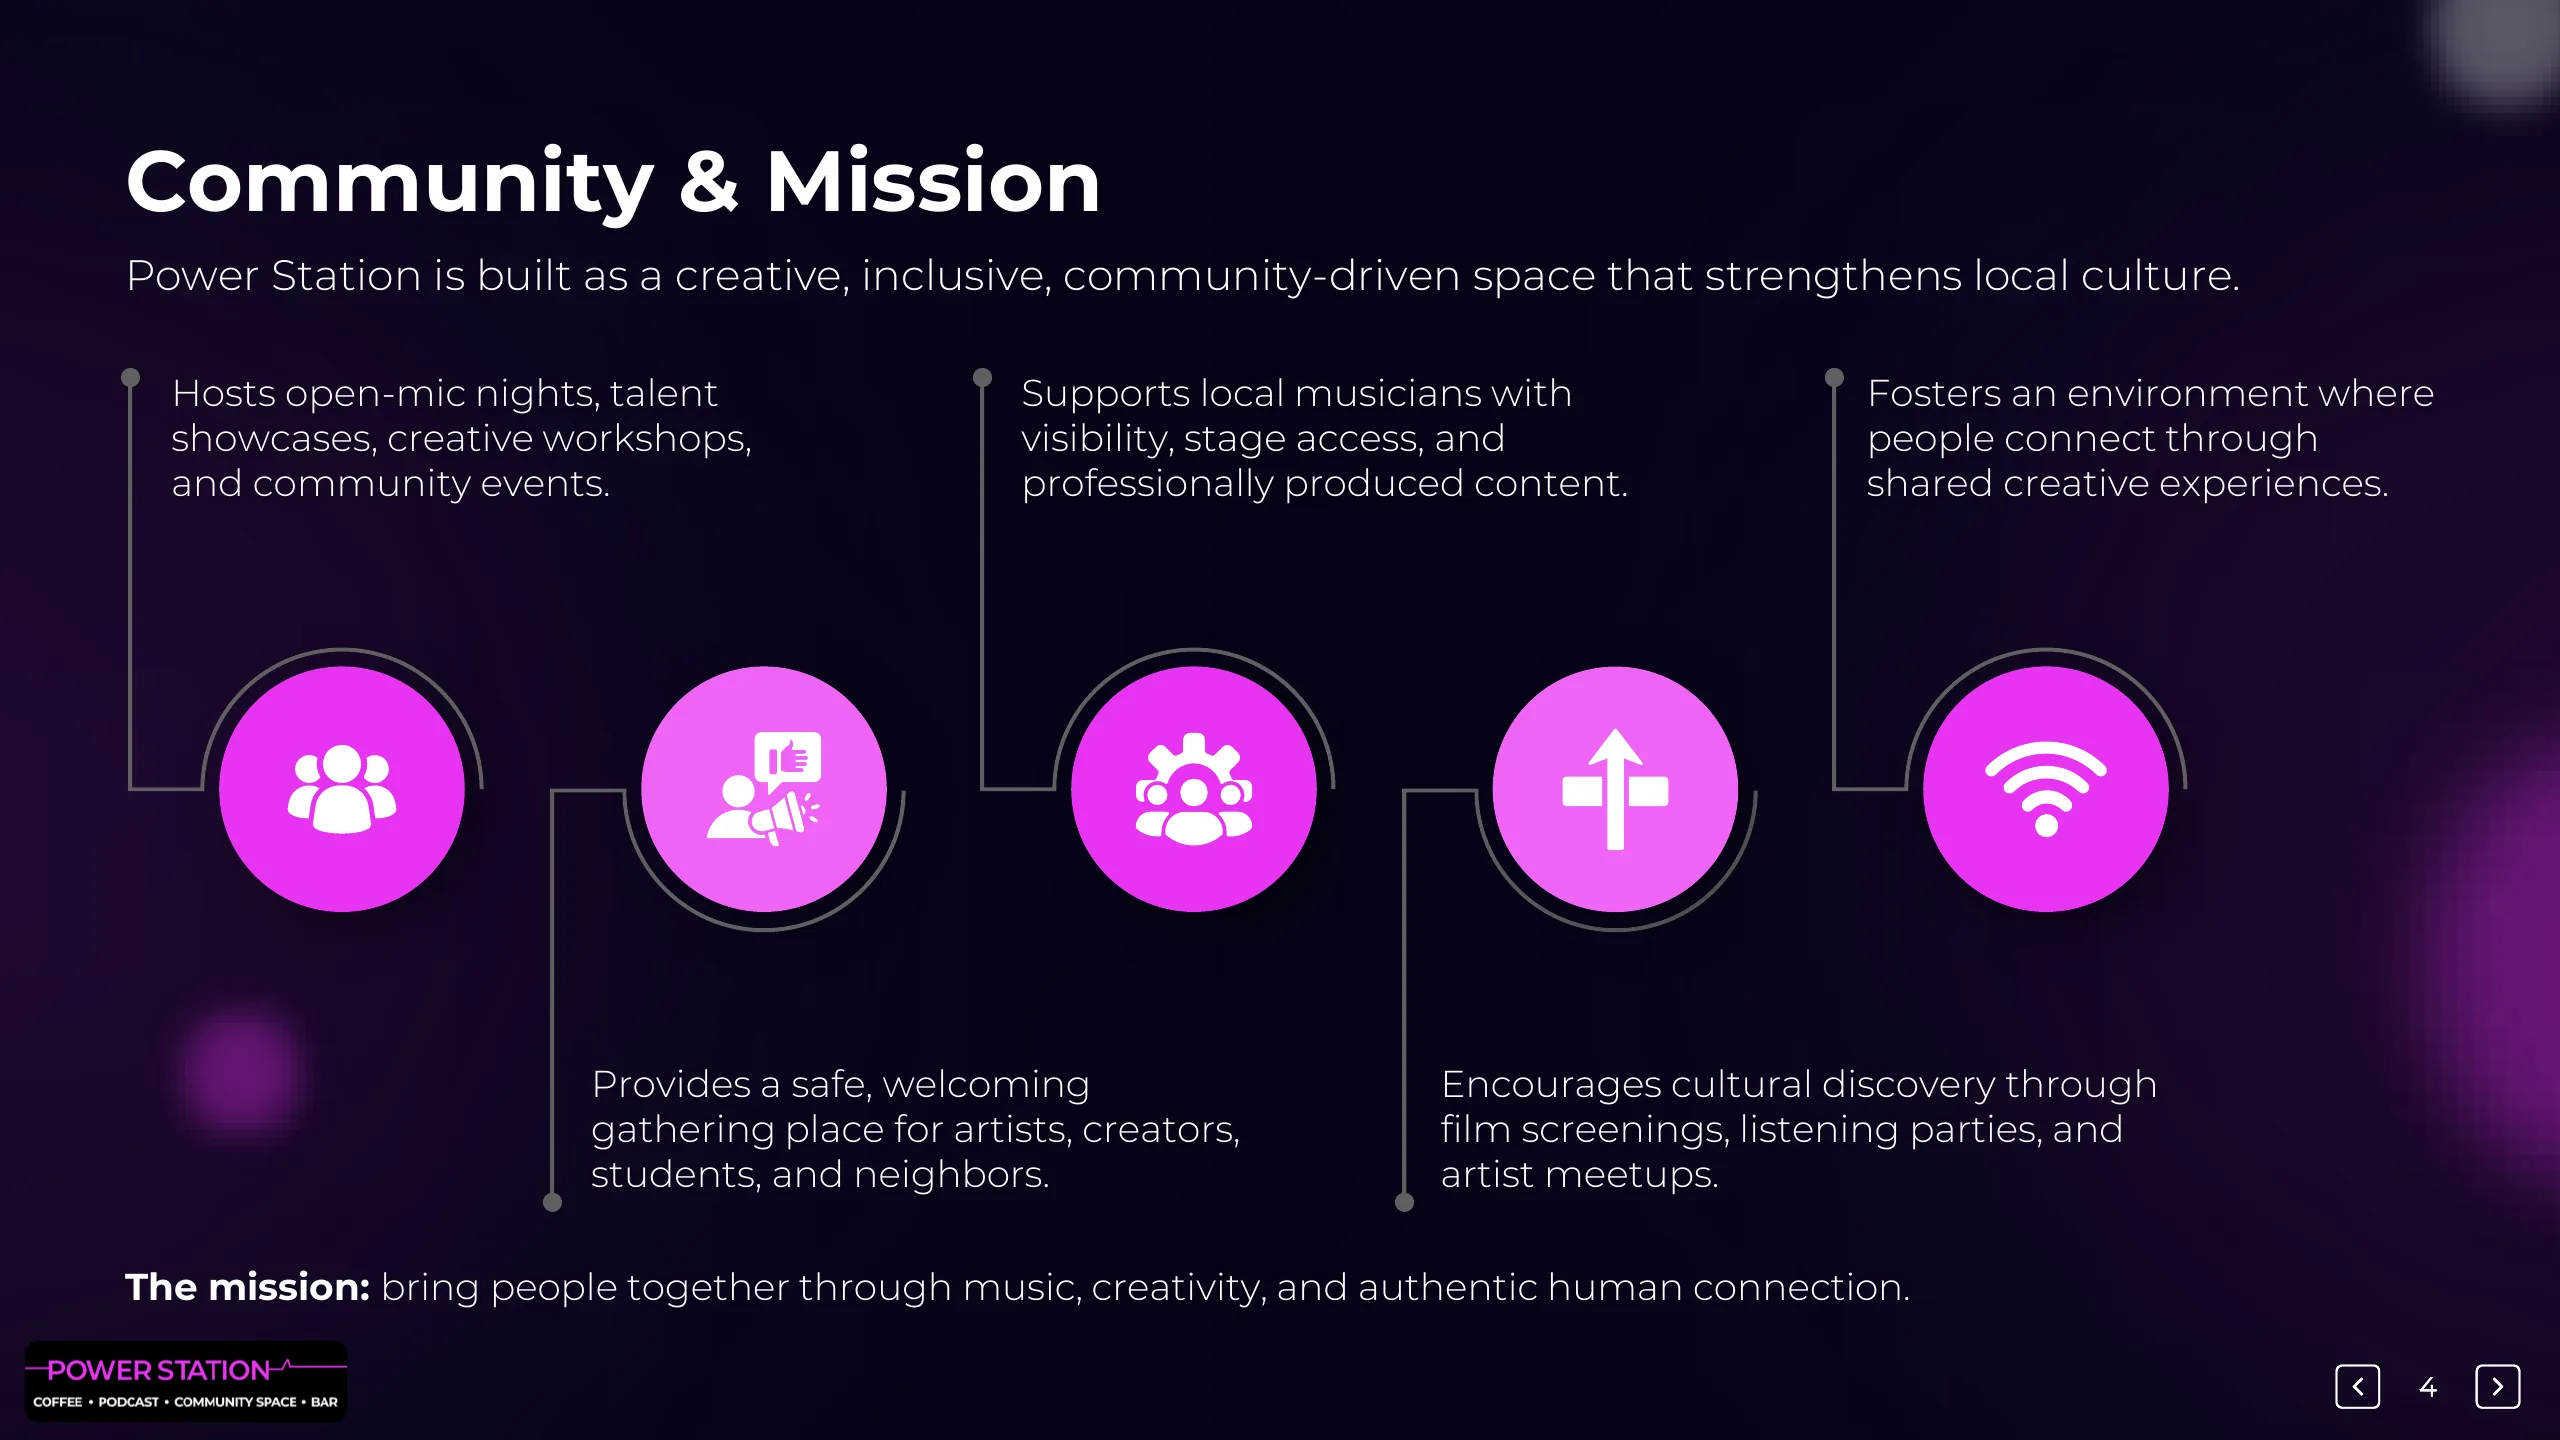 Community & Mission
Power Station is built as a creative, inclusive, community-driven space that strengthens local culture.
Hosts open-mic nights, talent
showcases, creative workshops,
and community events.
Supports local musicians with
visibility, stage access, and
professionally produced content.
Fosters an environment where
people connect through
shared creative experiences.
Provides a safe, welcoming
gathering place for artists, creators,
students, and neighbors.
Encourages cultural discovery through
film screenings, listening parties, and
artist meetups.
The mission: bring people together through music, creativity, and authentic human connection.
POWER STATION
COFFEE • PODCAST • COMMUNITY SPACE • BAR
4